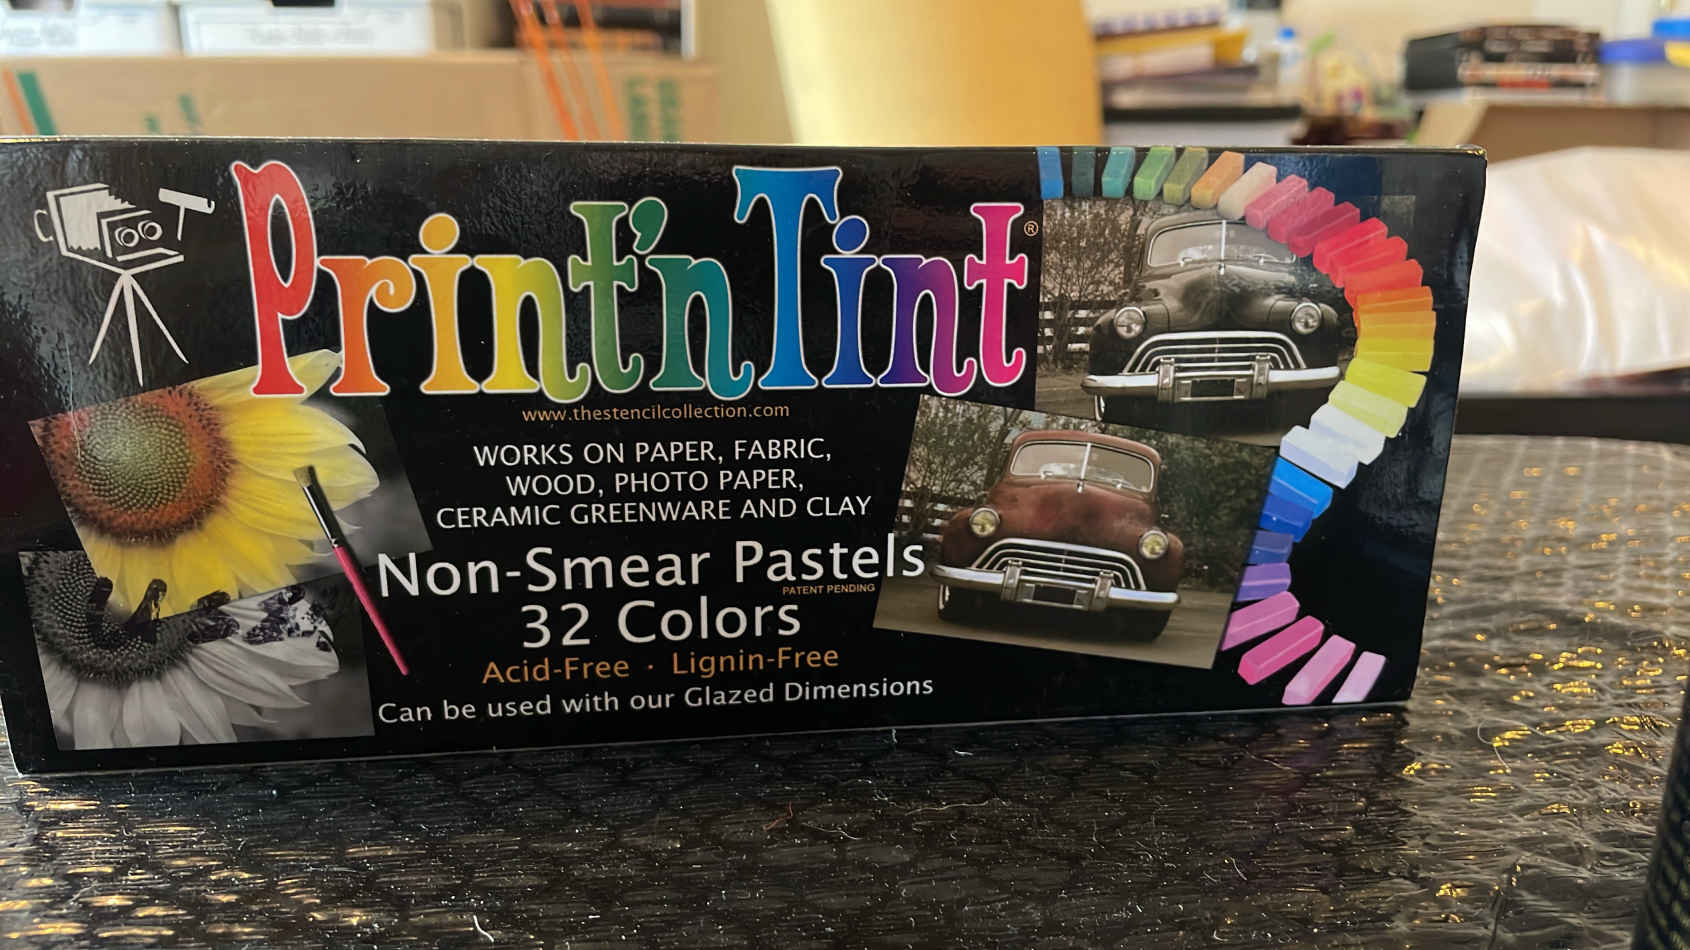 Print'n Tint®
www.thestencilcollection.com
WORKS ON PAPER, FABRIC,
WOOD, PHOTO PAPER,
CERAMIC GREENWARE AND CLAY
Non-Smear Pastels
PATENT PENDING
32 Colors
Acid-Free · Lignin-Free
Can be used with our Glazed Dimensions